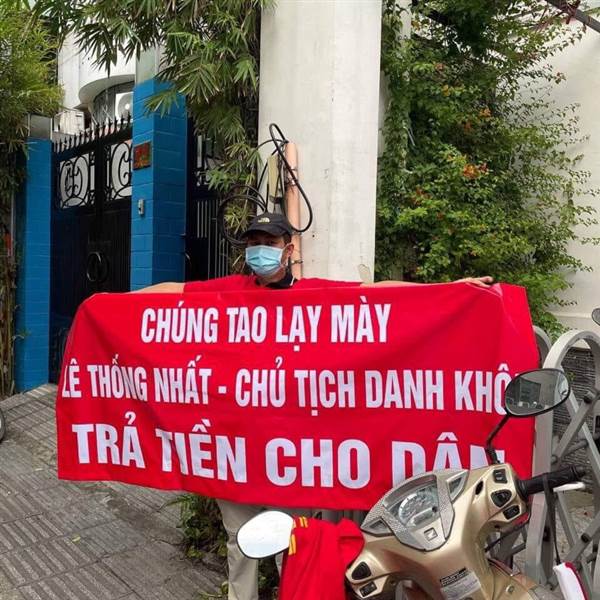 CHÚNG TAO LẠY MÀY
LÊ THỐNG NHẤT - CHỦ TỊCH DANH KHÔ
TRẢ TIỀN CHO DÂN